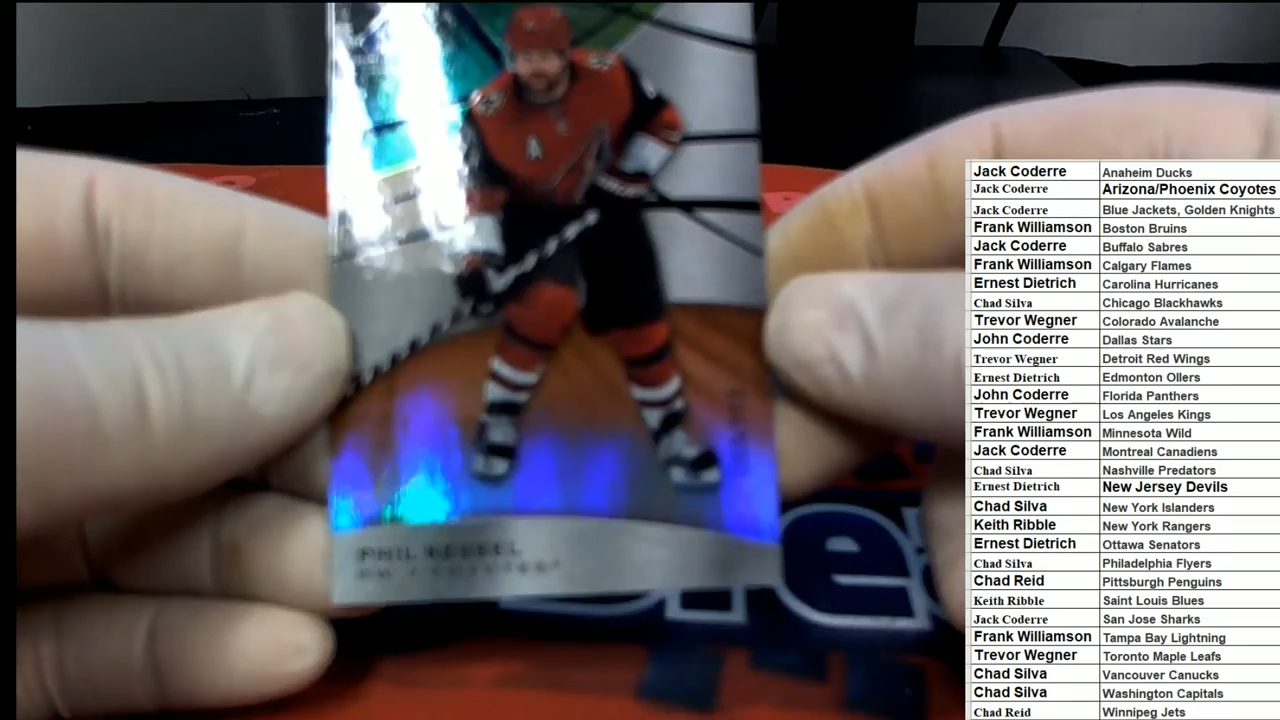 PHIL KESSEL
RW • COYOTES
A
Jack Coderre Anaheim Ducks
Jack Coderre Arizona/Phoenix Coyotes
Jack Coderre Blue Jackets, Golden Knights
Frank Williamson Boston Bruins
Jack Coderre Buffalo Sabres
Frank Williamson Calgary Flames
Ernest Dietrich Carolina Hurricanes
Chad Silva Chicago Blackhawks
Trevor Wegner Colorado Avalanche
John Coderre Dallas Stars
Trevor Wegner Detroit Red Wings
Ernest Dietrich Edmonton Ollers
John Coderre Florida Panthers
Trevor Wegner Los Angeles Kings
Frank Williamson Minnesota Wild
Jack Coderre Montreal Canadiens
Chad Silva Nashville Predators
Ernest Dietrich New Jersey Devils
Chad Silva New York Islanders
Keith Ribble New York Rangers
Ernest Dietrich Ottawa Senators
Chad Silva Philadelphia Flyers
Chad Reid Pittsburgh Penguins
Keith Ribble Saint Louis Blues
Jack Coderre San Jose Sharks
Frank Williamson Tampa Bay Lightning
Trevor Wegner Toronto Maple Leafs
Chad Silva Vancouver Canucks
Chad Silva Washington Capitals
Chad Reid Winnipeg Jets